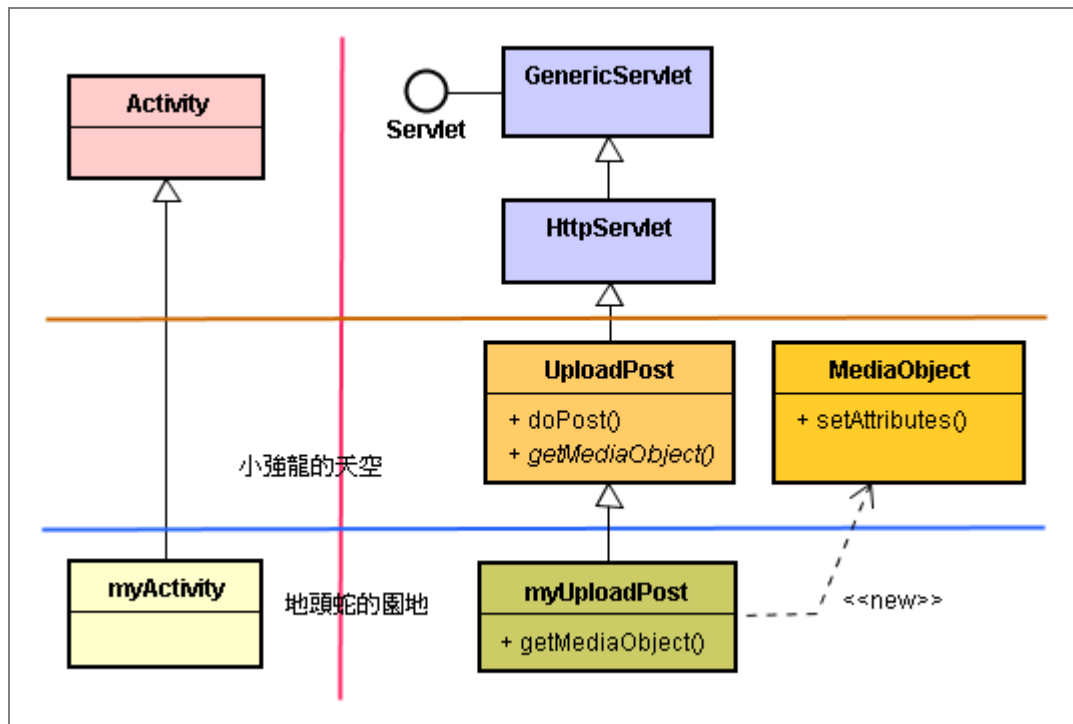 Activity
GenericServlet
Servlet
HttpServlet
UploadPost
+ doPost()
+ getMediaObject()
MediaObject
+ setAttributes()
小強龍的天空
myActivity
地頭蛇的園地
myUploadPost
+ getMediaObject()
<<new>>